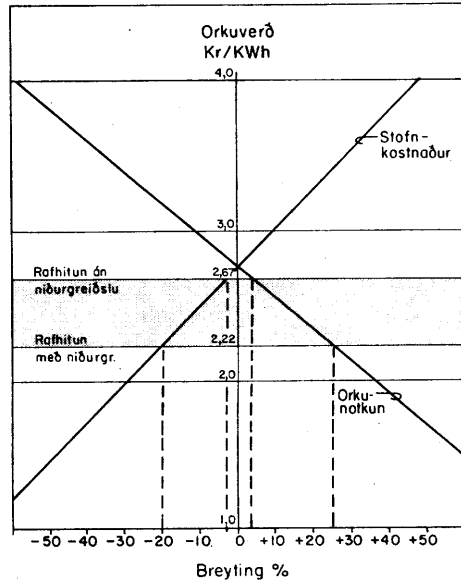 Orkuverð
Kr/KWh
4,0
Stofn-
kostnaður
3,0
Rafhitun án
niðurgreiðslu
2,67
Rafhitun
með niðurgr.
2,22
2,0
Orku-
notkun
1,0
-50 -40 -30 -20 -10 0 +10 +20 +30 +40 +50
Breyting %